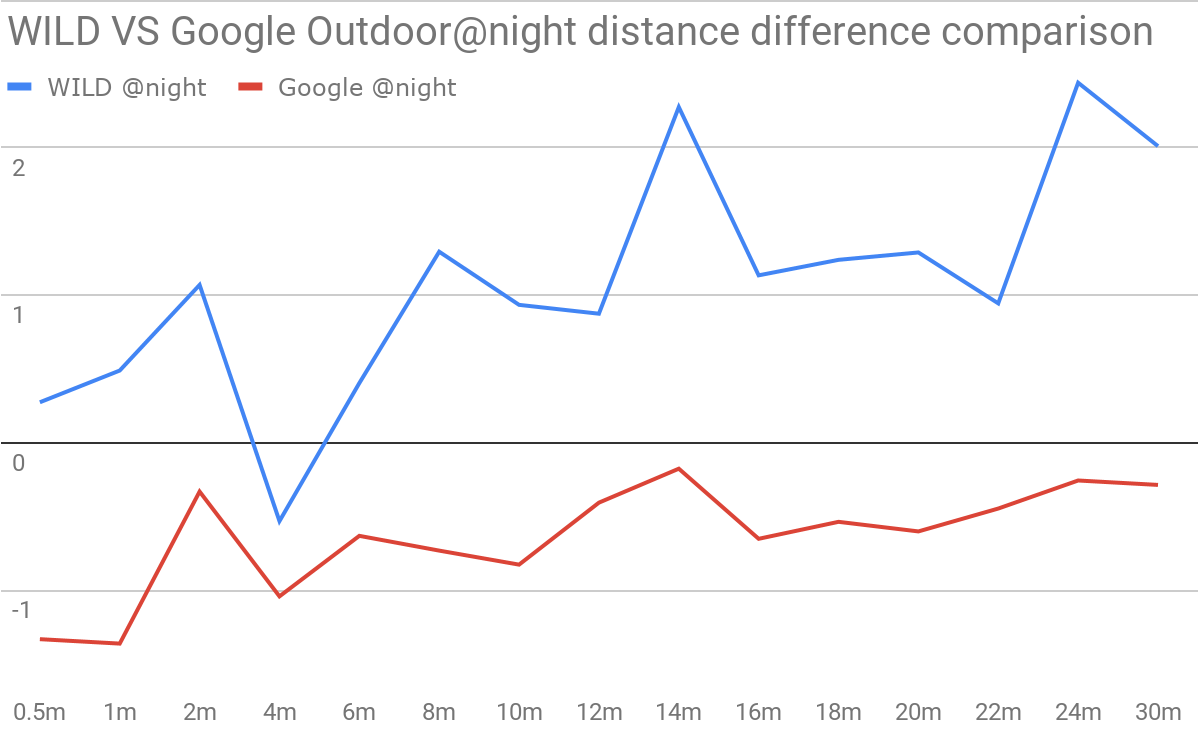 WILD VS Google Outdoor@night distance difference comparison
WILD @night Google @night
2
1
0
-1
0.5m 1m 2m 4m 6m 8m 10m 12m 14m 16m 18m 20m 22m 24m 30m